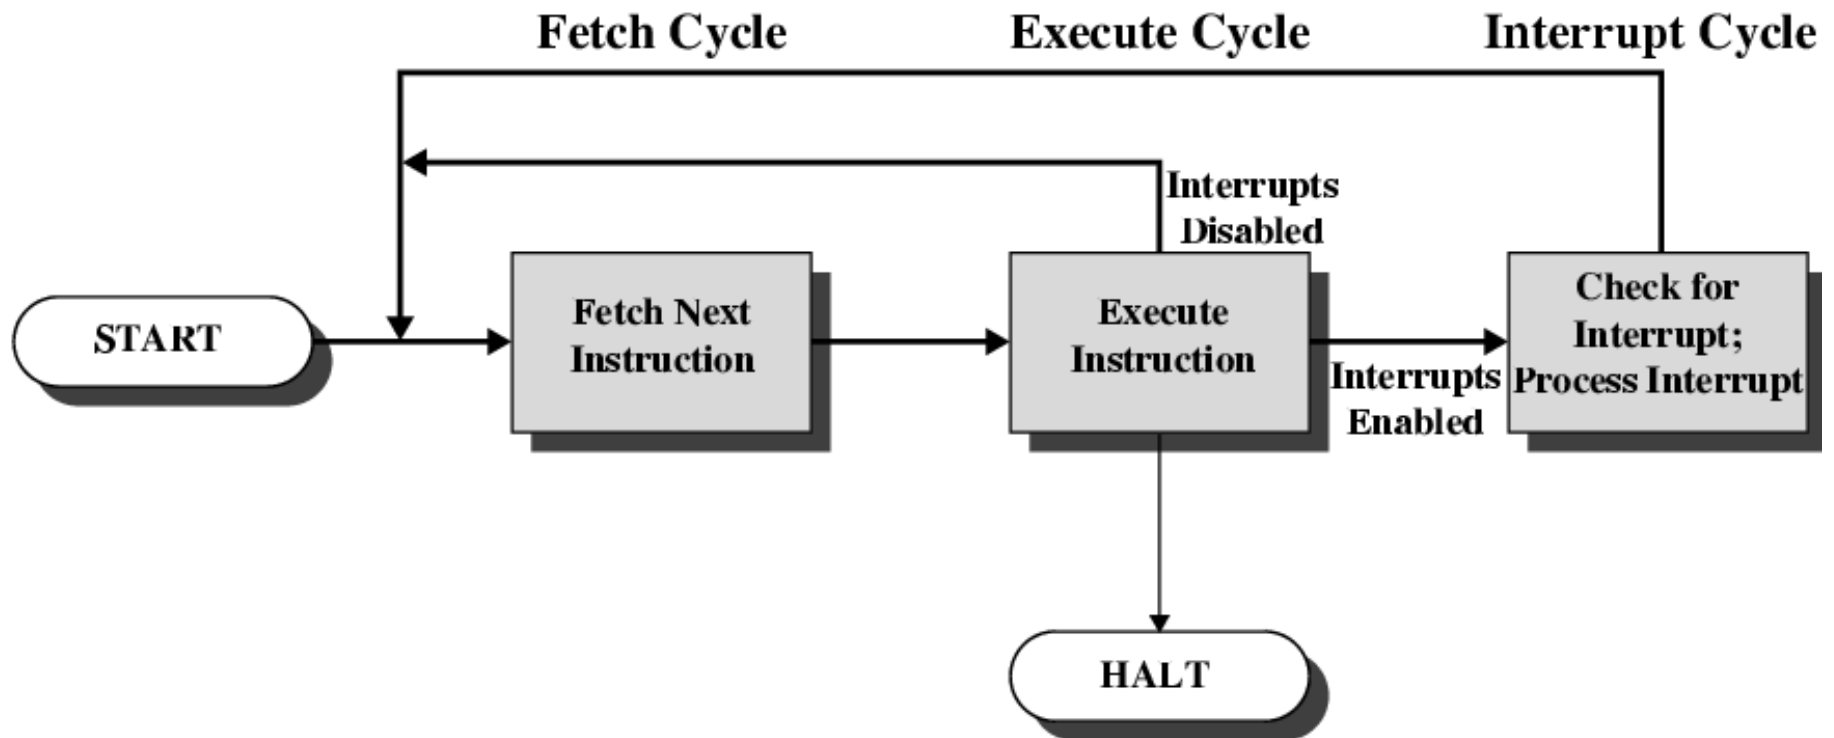 Fetch Cycle
Execute Cycle
Interrupt Cycle
Interrupts
Disabled
START
Fetch Next
Instruction
Execute
Instruction
Interrupts
Enabled
Check for
Interrupt;
Process Interrupt
HALT